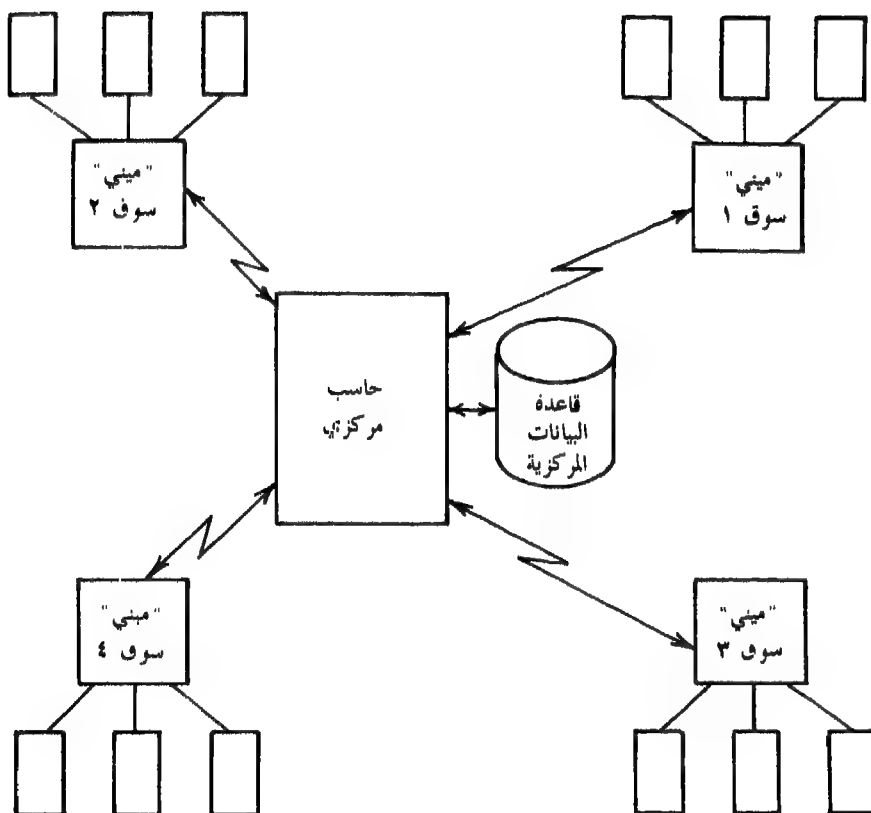 "ميني"
سوق ١
"ميني"
سوق ٢
حاسب
مركزي
قاعدة
البيانات
المركزية
"ميني"
سوق ٣
"ميني"
سوق ٤